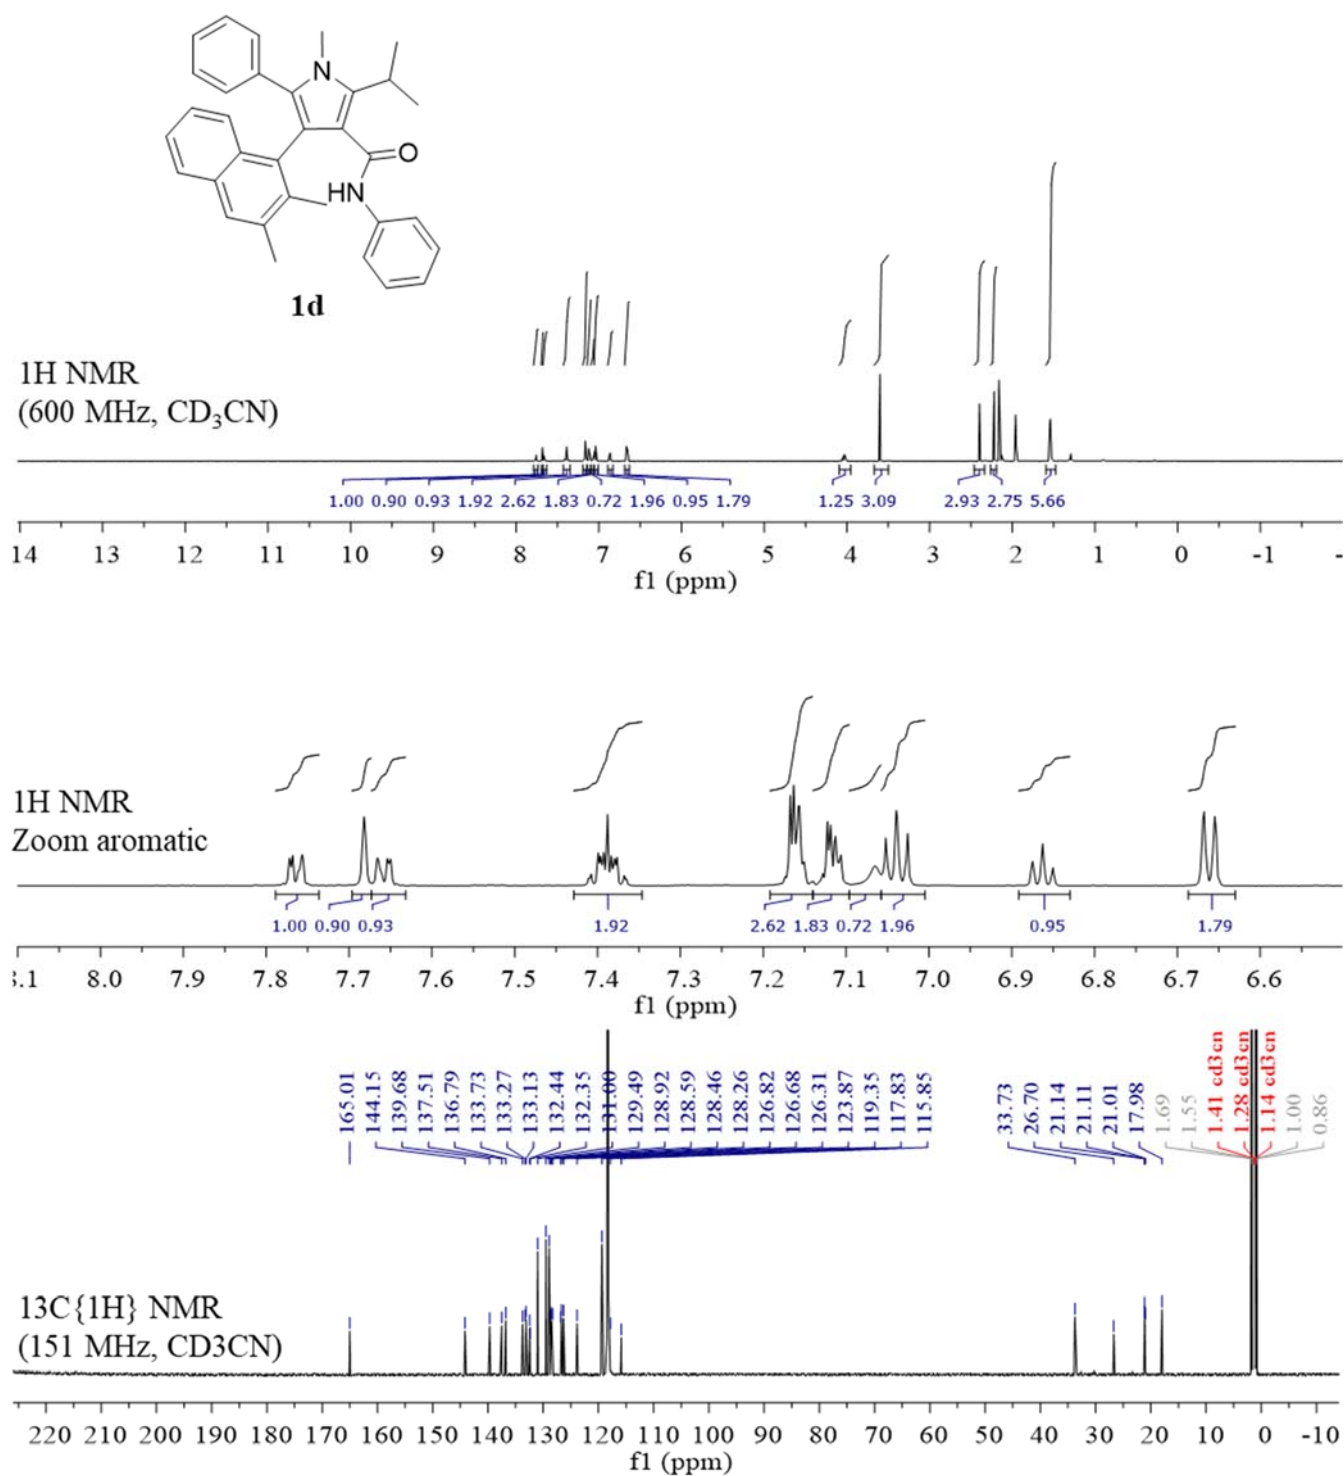 N
O
HN
1d
1H NMR
(600 MHz, CD₃CN)
1.00 0.90 0.93 1.92 2.62 1.83 0.72 1.96 0.95 1.79 1.25 3.09 2.93 2.75 5.66
14 13 12 11 10 9 8 7 6 5 4 3 2 1 0 -1 -
f1 (ppm)
1H NMR
Zoom aromatic
1.00 0.90 0.93 1.92 2.62 1.83 0.72 1.96 0.95 1.79
8.0 7.9 7.8 7.7 7.6 7.5 7.4 7.3 7.2 7.1 7.0 6.9 6.8 6.7 6.6
f1 (ppm)
165.01
144.15
139.68
137.51
136.79
133.73
133.27
133.13
132.44
132.35
131.00
129.49
128.92
128.59
128.46
128.26
126.82
126.68
126.31
123.87
119.35
117.83
115.85
33.73
26.70
21.14
21.11
21.01
17.98
1.69
1.55
1.41 cd3cn
1.28 cd3cn
1.14 cd3cn
1.00
0.86
13C{1H} NMR
(151 MHz, CD3CN)
220 210 200 190 180 170 160 150 140 130 120 110 100 90 80 70 60 50 40 30 20 10 0 -10
f1 (ppm)